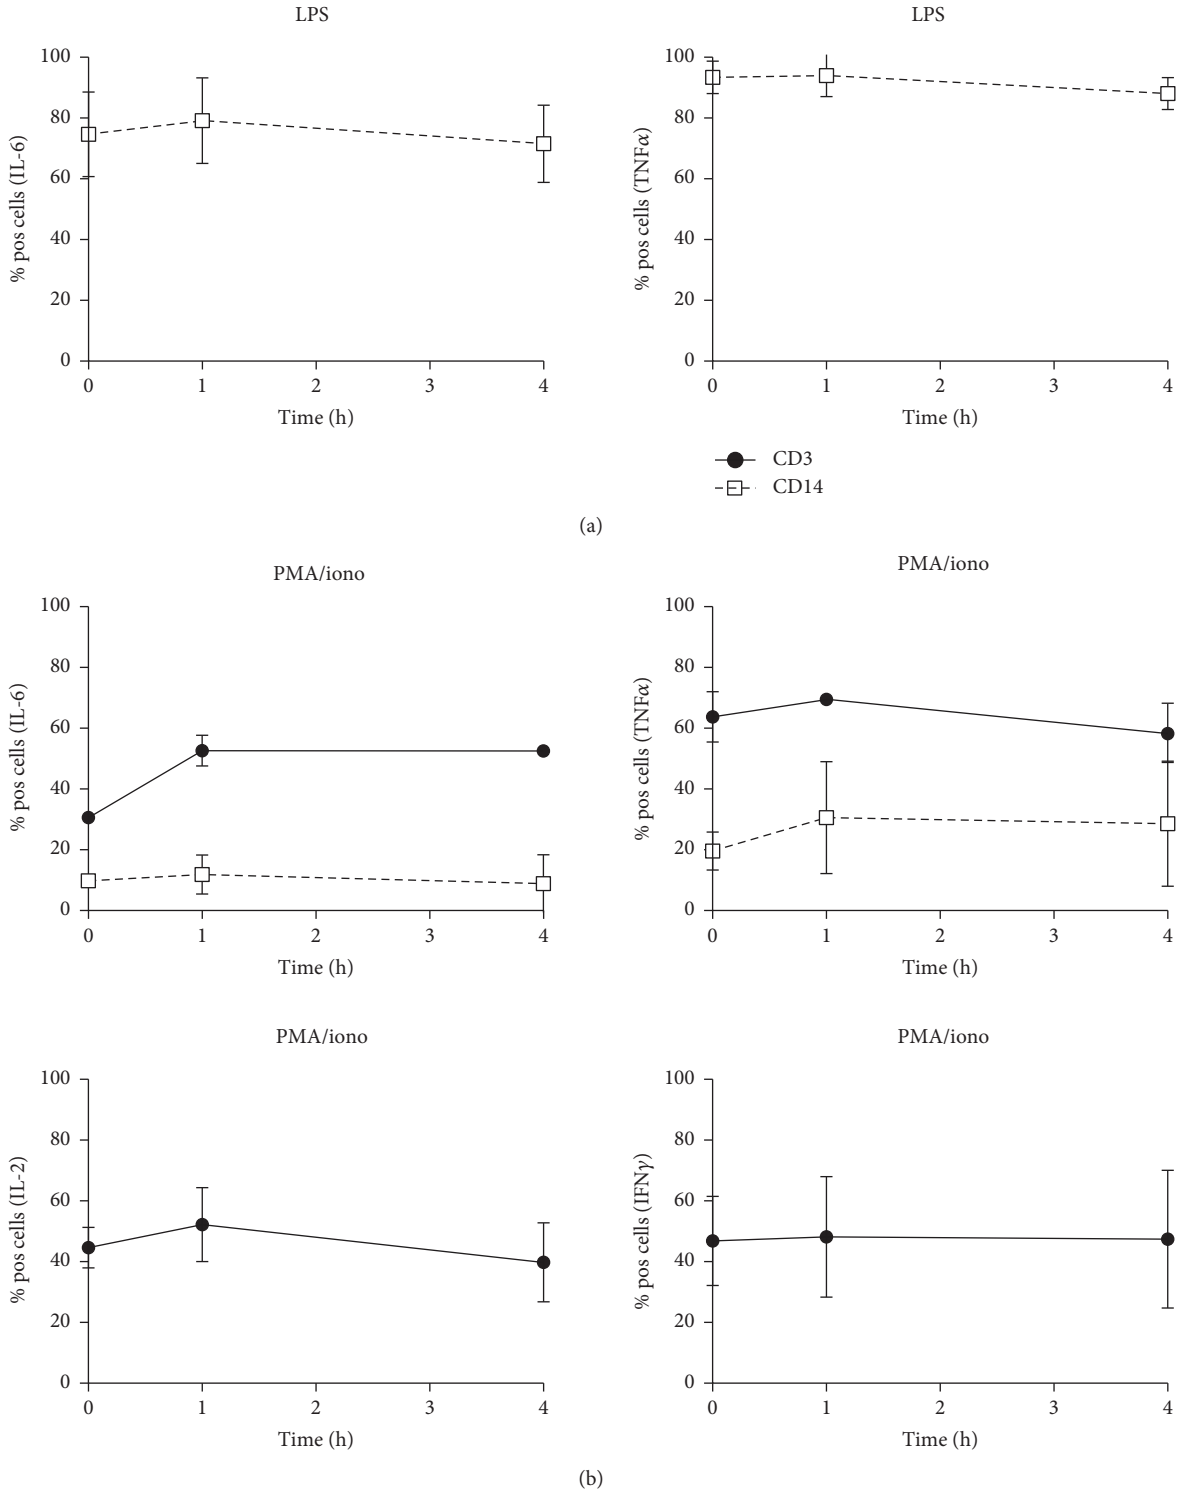 LPS
100
80
60
40
20
0
% pos cells (IL-6)
0 1 2 3 4
Time (h)
LPS
100
80
60
40
20
0
% pos cells (TNFα)
0 1 2 3 4
Time (h)
CD3
CD14
(a)
PMA/iono
100
80
60
40
20
0
% pos cells (IL-6)
0 1 2 3 4
Time (h)
PMA/iono
100
80
60
40
20
0
% pos cells (TNFα)
0 1 2 3 4
Time (h)
PMA/iono
100
80
60
40
20
0
% pos cells (IL-2)
0 1 2 3 4
Time (h)
PMA/iono
100
80
60
40
20
0
% pos cells (IFNγ)
0 1 2 3 4
Time (h)
(b)